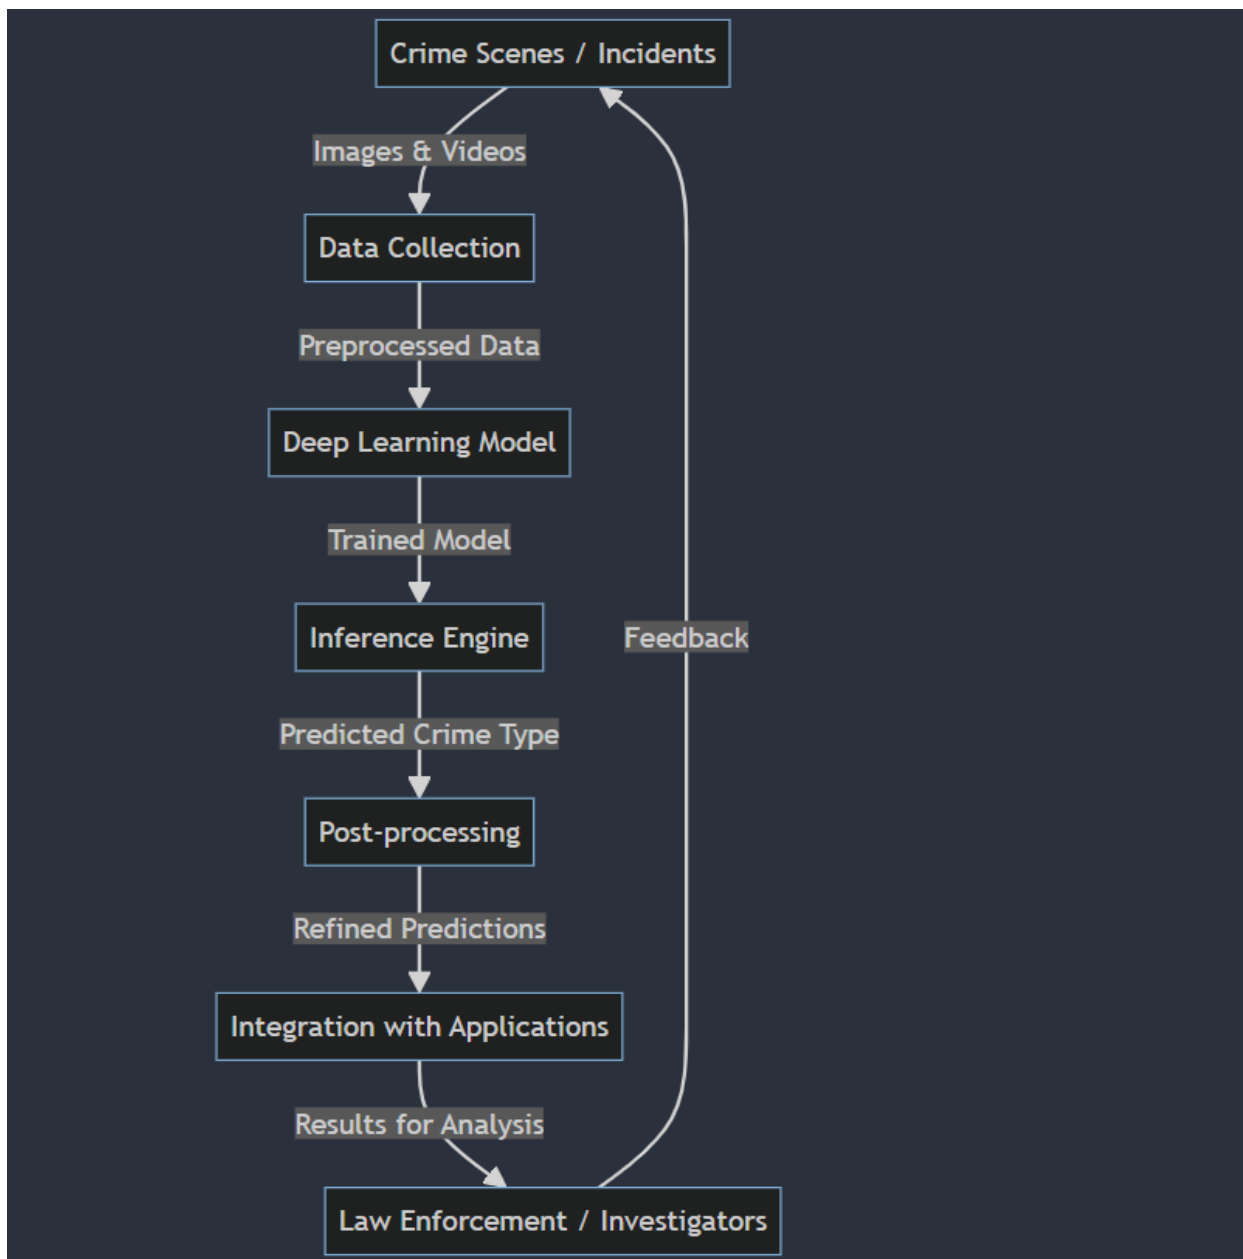 Crime Scenes / Incidents
Images & Videos
Data Collection
Preprocessed Data
Deep Learning Model
Trained Model
Inference Engine
Feedback
Predicted Crime Type
Post-processing
Refined Predictions
Integration with Applications
Results for Analysis
Law Enforcement / Investigators